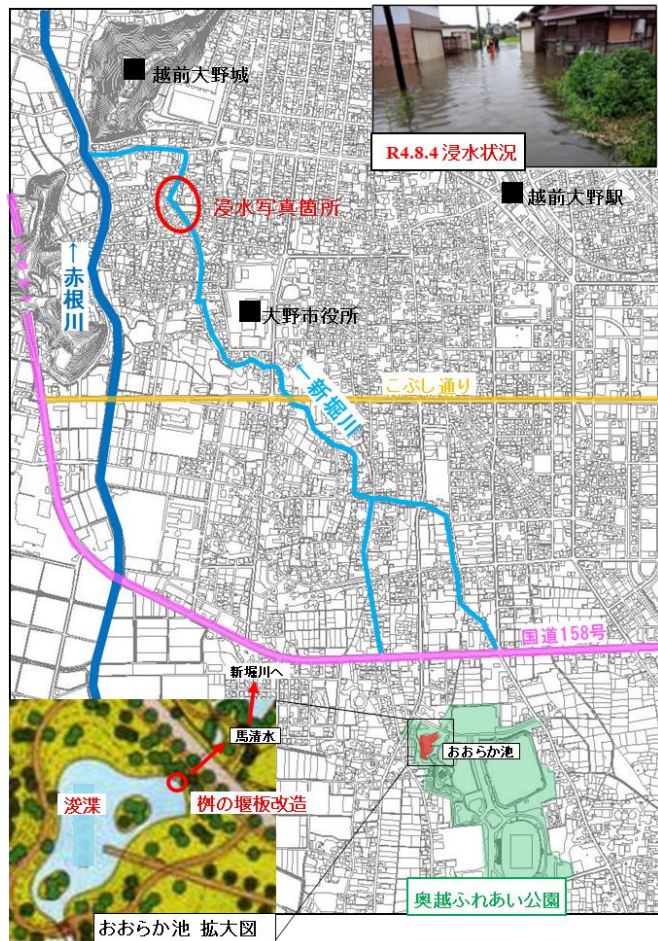 越前大野城
R4.8.4 浸水状況
越前大野駅
浸水写真箇所
←赤根川
大野市役所
こぶし通り
←新堀川
国道158号
新堀川へ
馬清水
おおらか池
浚渫
桝の堰板改造
奥越ふれあい公園
おおらか池 拡大図